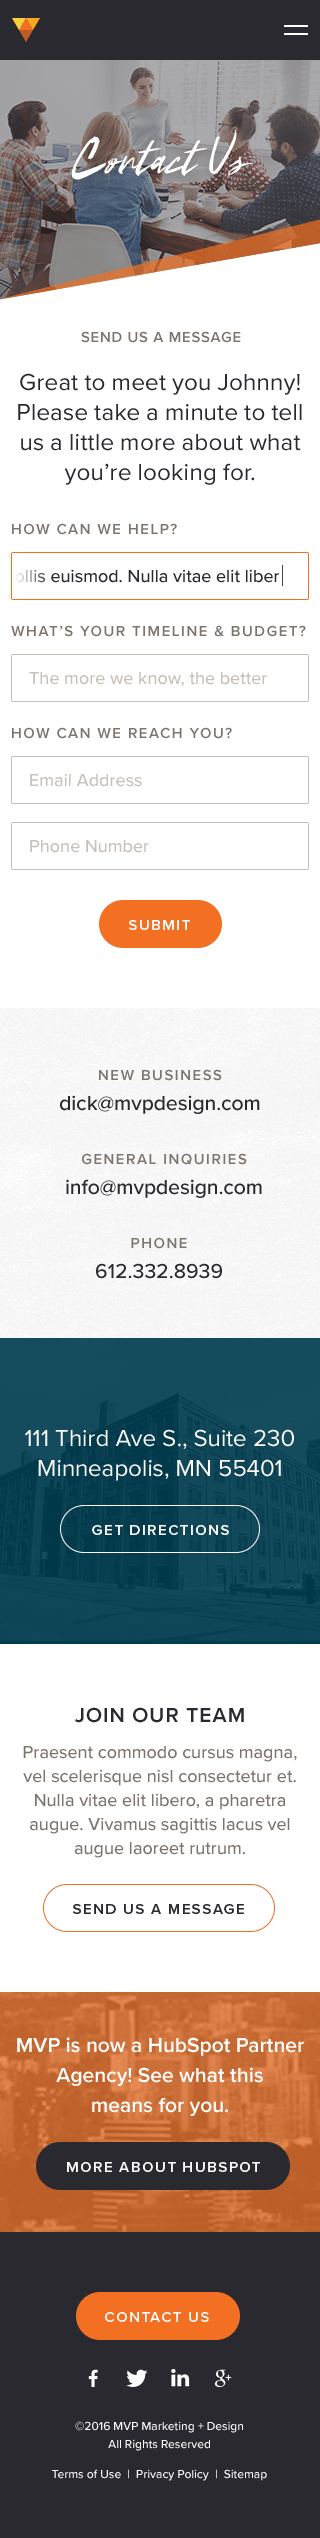 Contact Us
SEND US A MESSAGE
Great to meet you Johnny!
Please take a minute to tell
us a little more about what
you’re looking for.
HOW CAN WE HELP?
ollis euismod. Nulla vitae elit liber
WHAT’S YOUR TIMELINE & BUDGET?
The more we know, the better
HOW CAN WE REACH YOU?
Email Address
Phone Number
SUBMIT
NEW BUSINESS
dick@mvpdesign.com
GENERAL INQUIRIES
info@mvpdesign.com
PHONE
612.332.8939
111 Third Ave S., Suite 230
Minneapolis, MN 55401
GET DIRECTIONS
JOIN OUR TEAM
Praesent commodo cursus magna,
vel scelerisque nisl consectetur et.
Nulla vitae elit libero, a pharetra
augue. Vivamus sagittis lacus vel
augue laoreet rutrum.
SEND US A MESSAGE
MVP is now a HubSpot Partner
Agency! See what this
means for you.
MORE ABOUT HUBSPOT
CONTACT US
©2016 MVP Marketing + Design
All Rights Reserved
Terms of Use | Privacy Policy | Sitemap